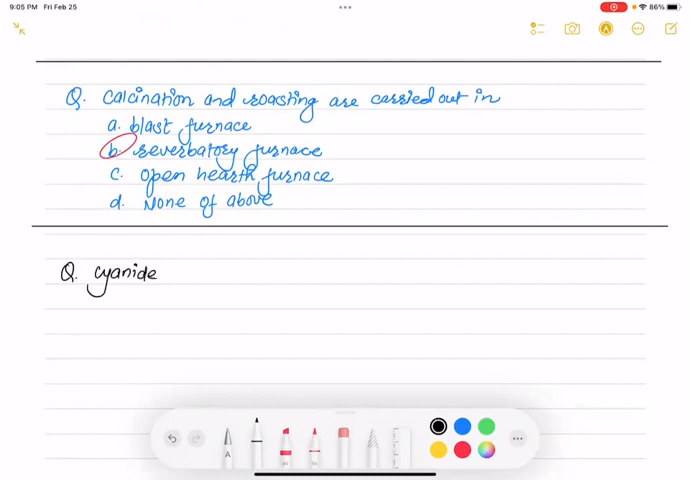 9:05 PM Fri Feb 25
86%
Q. Calcination and roasting are carried out in
a. blast furnace
b. reverbatory furnace
c. open hearth furnace
d. None of above
Q. cyanide
A